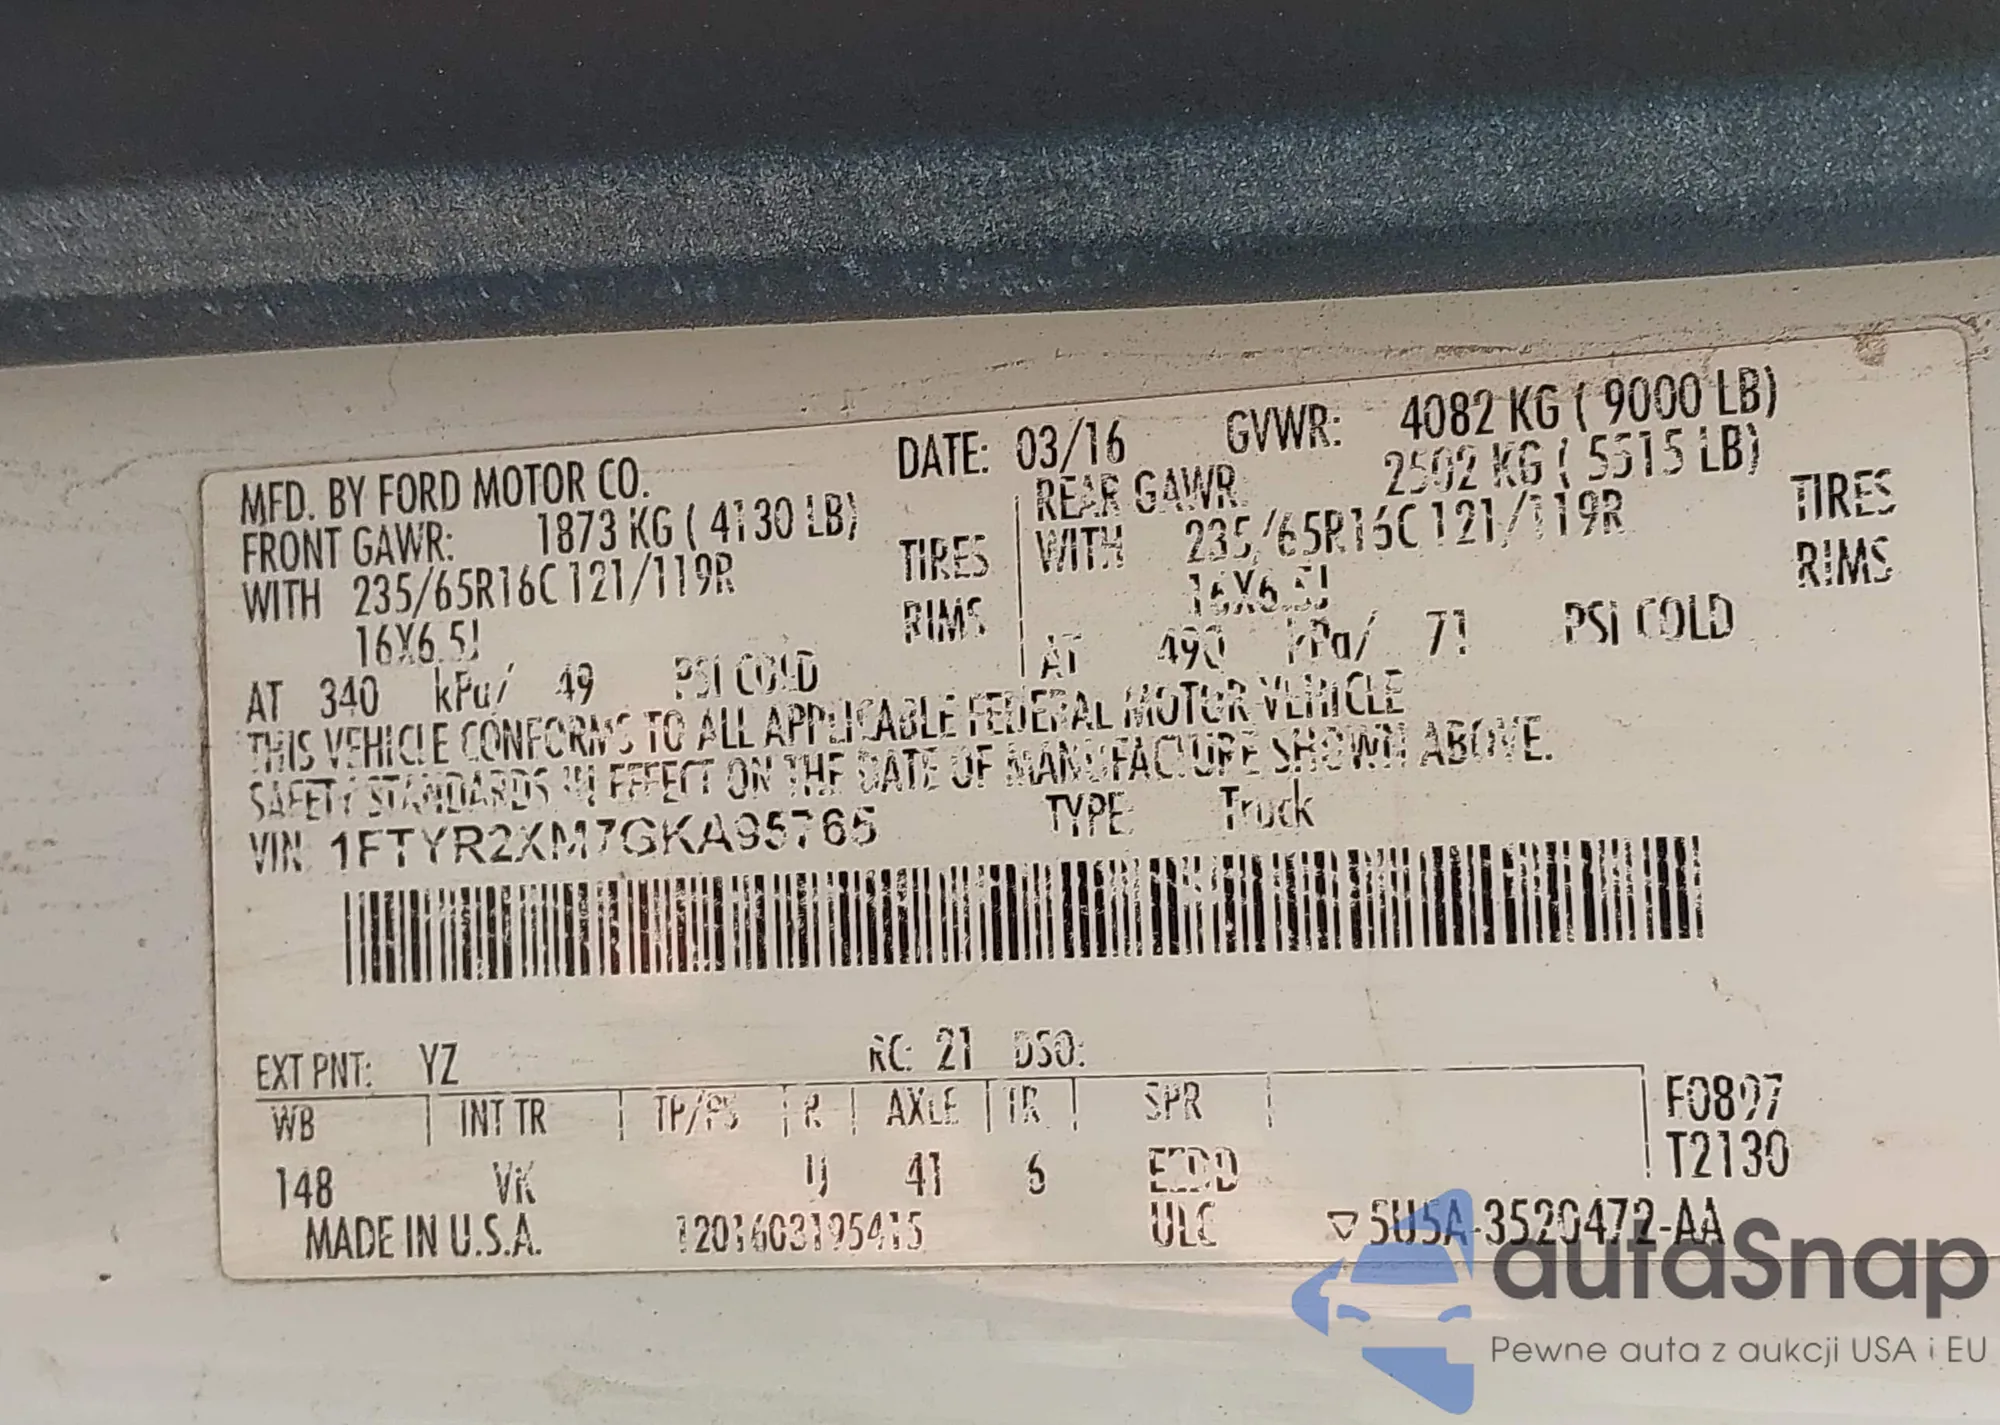 MFD. BY FORD MOTOR CO. DATE: 03/16 GVWR: 4082 KG ( 9000 LB)
FRONT GAWR: 1873 KG ( 4130 LB) REAR GAWR: 2502 KG ( 5515 LB)
WITH 235/65R16C 121/119R TIRES WITH 235/65R16C 121/119R TIRES
16X6.5J RIMS 16X6.5J RIMS
AT 340 kPa/ 49 PSI COLD AT 490 kPa/ 71 PSI COLD
THIS VEHICLE CONFORMS TO ALL APPLICABLE FEDERAL MOTOR VEHICLE
SAFETY STANDARDS IN EFFECT ON THE DATE OF MANUFACTURE SHOWN ABOVE.
VIN: 1FTYR2XM7GKA95765 TYPE: Truck
EXT PNT: YZ RC: 21 DSO:
WB INT TR TP/PS R AXLE TR SPR F0897
148 VK 41 6 T2130
MADE IN U.S.A. 1201603195415 ULC 5U5A-3520472-AA
autaSnap
Pewne auta z aukcji USA i EU